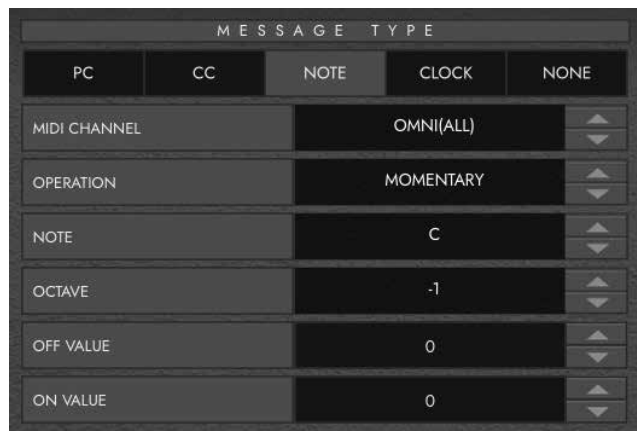 MESSAGE TYPE
PC CC NOTE CLOCK NONE
MIDI CHANNEL OMNI(ALL)
OPERATION MOMENTARY
NOTE C
OCTAVE -1
OFF VALUE 0
ON VALUE 0